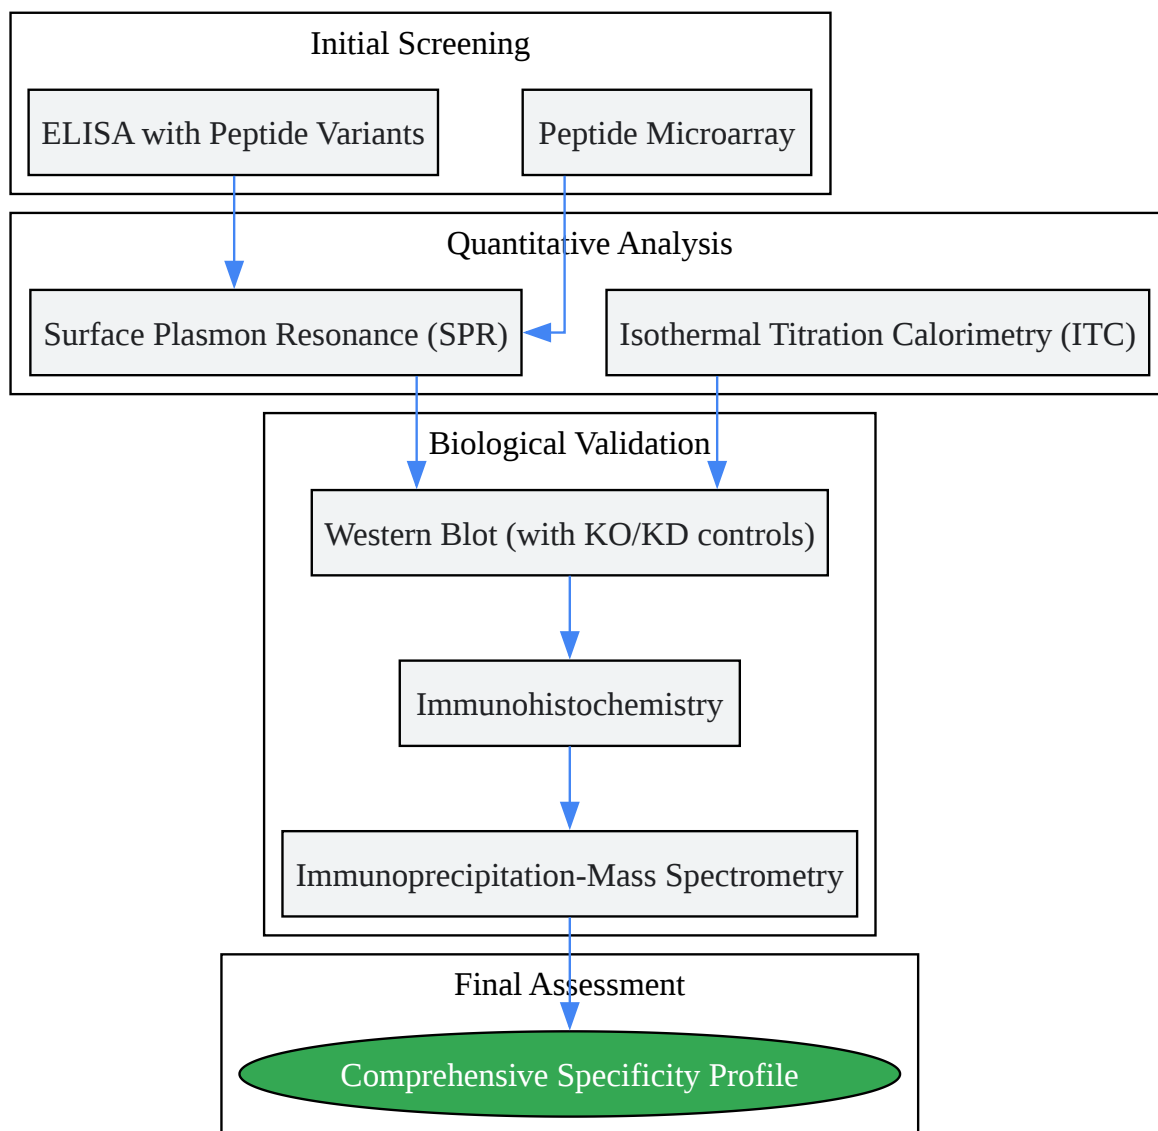 Initial Screening
ELISA with Peptide Variants
Peptide Microarray
Quantitative Analysis
Surface Plasmon Resonance (SPR)
Isothermal Titration Calorimetry (ITC)
Biological Validation
Western Blot (with KO/KD controls)
Immunohistochemistry
Immunoprecipitation-Mass Spectrometry
Final Assessment
Comprehensive Specificity Profile